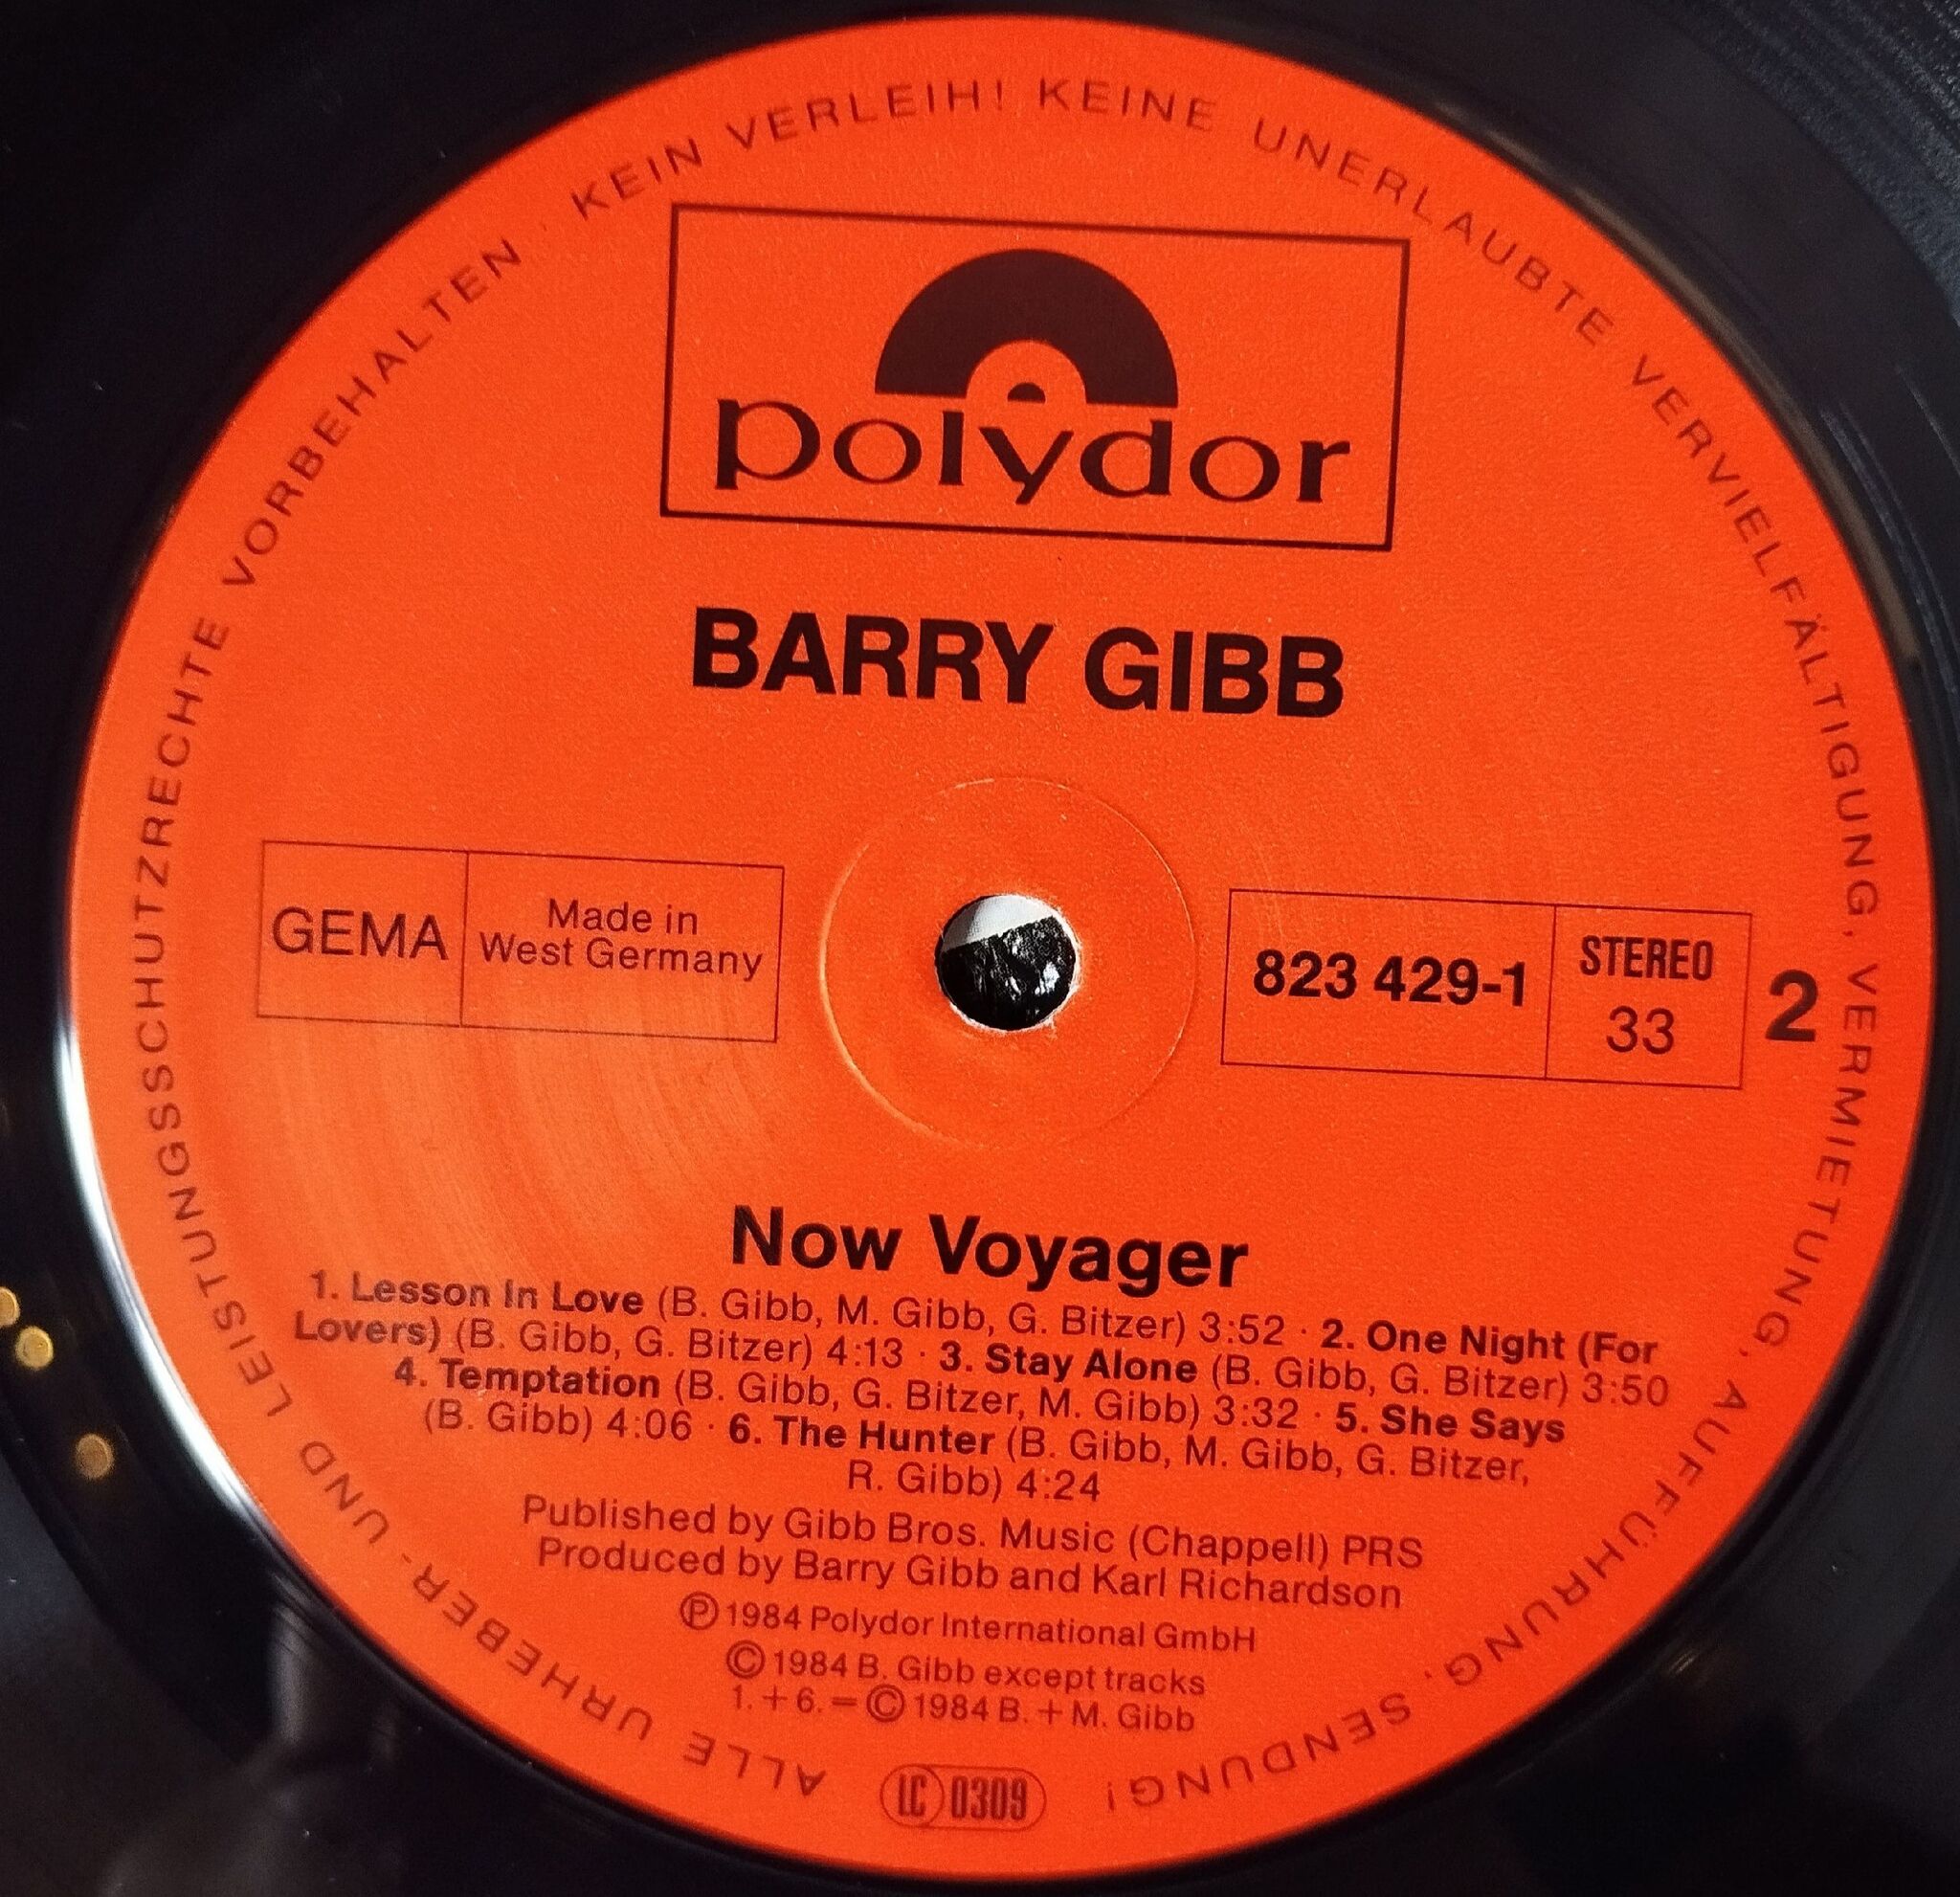 ALLE URHEBER- UND LEISTUNGSSCHUTZRECHTE VORBEHALTEN · KEIN VERLEIH! KEINE UNERLAUBTE VERVIELFÄLTIGUNG, VERMIETUNG, AUFFÜHRUNG, SENDUNG!
polydor
BARRY GIBB
GEMA
Made in
West Germany
823 429-1
STEREO
33
2
Now Voyager
1. Lesson In Love (B. Gibb, M. Gibb, G. Bitzer) 3:52 · 2. One Night (For
Lovers) (B. Gibb, G. Bitzer) 4:13 · 3. Stay Alone (B. Gibb, G. Bitzer) 3:50
4. Temptation (B. Gibb, G. Bitzer, M. Gibb) 3:32 · 5. She Says
(B. Gibb) 4:06 · 6. The Hunter (B. Gibb, M. Gibb, G. Bitzer,
R. Gibb) 4:24
Published by Gibb Bros. Music (Chappell) PRS
Produced by Barry Gibb and Karl Richardson
Ⓟ 1984 Polydor International GmbH
© 1984 B. Gibb except tracks
1. + 6. = © 1984 B. + M. Gibb
LC 0309